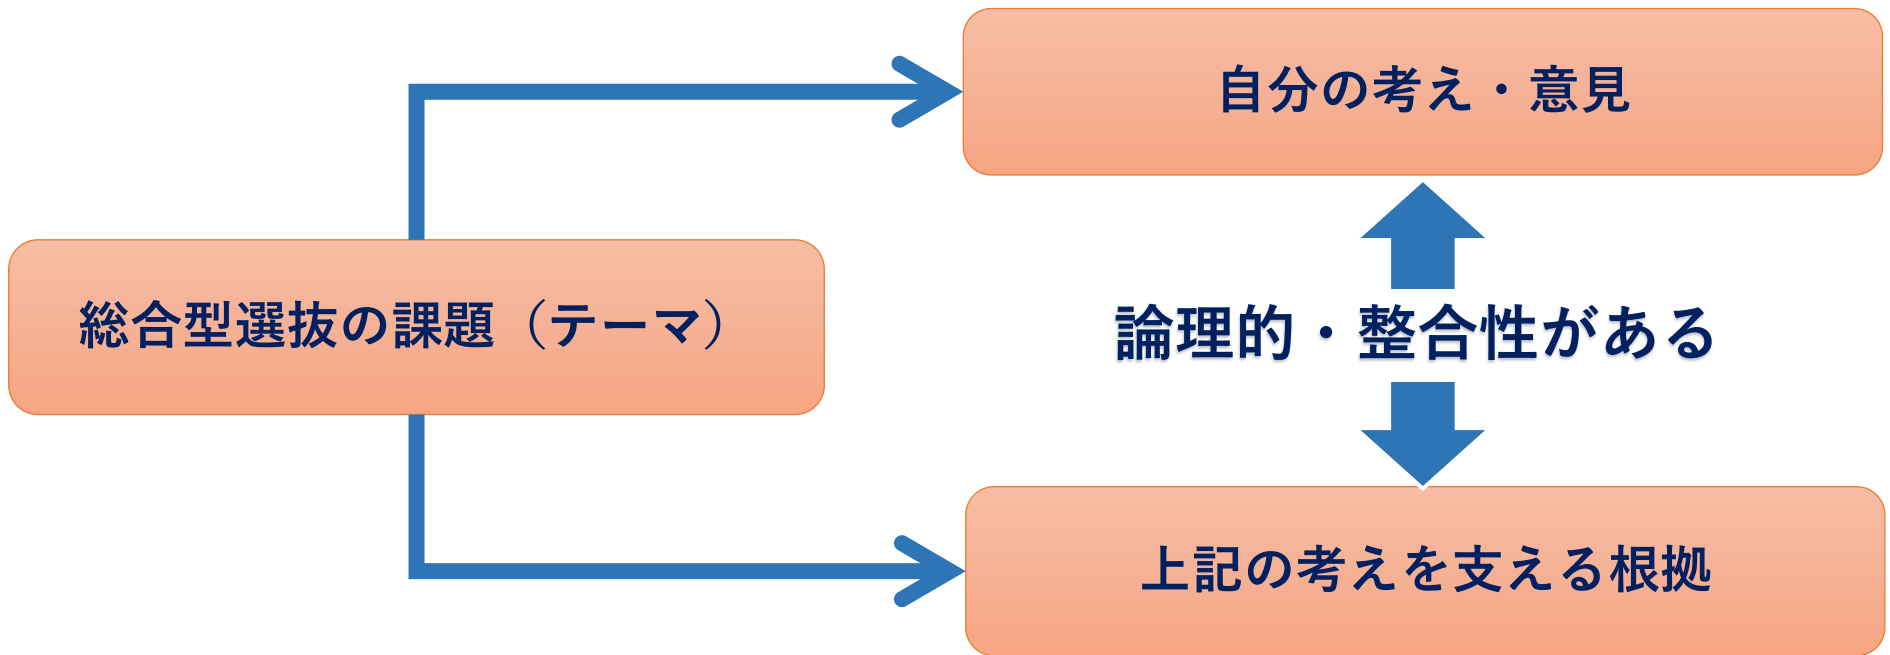 自分の考え・意見
総合型選抜の課題（テーマ）
論理的・整合性がある
上記の考えを支える根拠